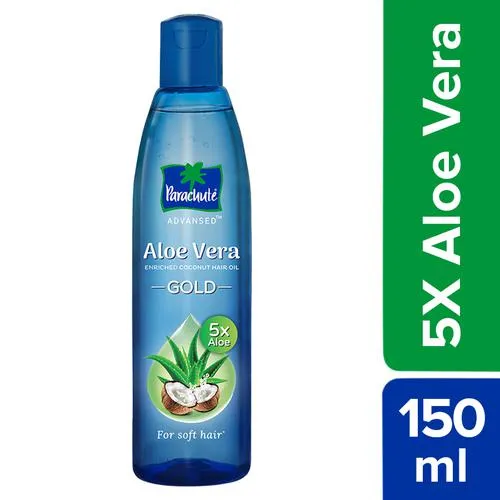 Parachute
ADVANSED™
Aloe Vera
ENRICHED COCONUT HAIR OIL
GOLD
5x
Aloe
For soft hair*
5X Aloe Vera
150
ml